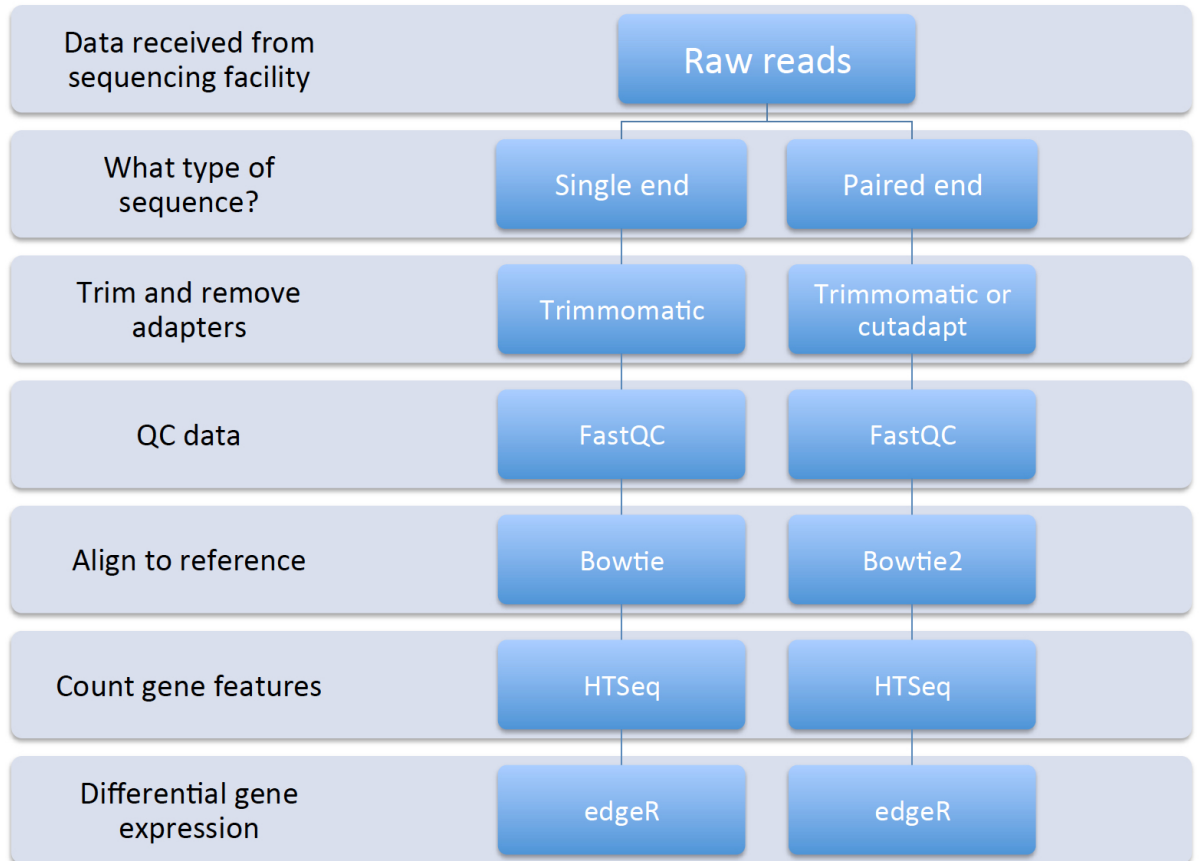 Data received from
sequencing facility
Raw reads
What type of
sequence?
Single end
Paired end
Trim and remove
adapters
Trimmomatic
Trimmomatic or
cutadapt
QC data
FastQC
FastQC
Align to reference
Bowtie
Bowtie2
Count gene features
HTSeq
HTSeq
Differential gene
expression
edgeR
edgeR